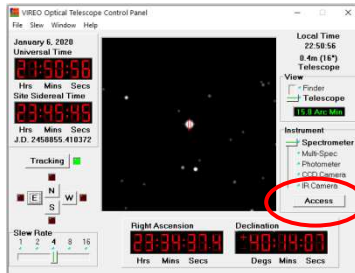 VIREO Optical Telescope Control Panel
File Slew Window Help
January 6, 2020
Universal Time
21:50:56
Hrs Mins Secs
Site Sidereal Time
23:45:45
Hrs Mins Secs
J.D. 2458855.410372
Tracking
N
E W
S
Slew Rate
1 2 4 8 16
Local Time
22:50:56
0.4m (16")
Telescope
View
Finder
Telescope
15.0 Arc Min
Instrument
Spectrometer
Multi-Spec
Photometer
CCD Camera
IR Camera
Access
Right Ascension
23:34:37.4
Hrs Mins Secs
Declination
+40:14:07
Degs Mins Secs